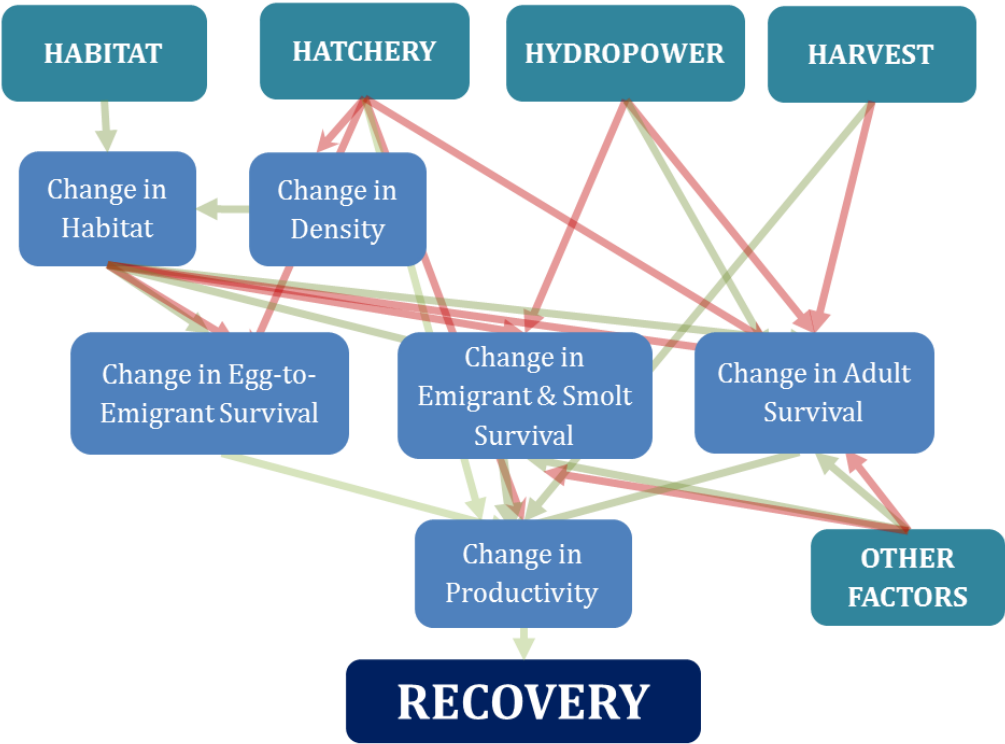 HABITAT
HATCHERY
HYDROPOWER
HARVEST
Change in
Habitat
Change in
Density
Change in Egg-to-
Emigrant Survival
Change in
Emigrant & Smolt
Survival
Change in Adult
Survival
Change in
Productivity
OTHER
FACTORS
RECOVERY